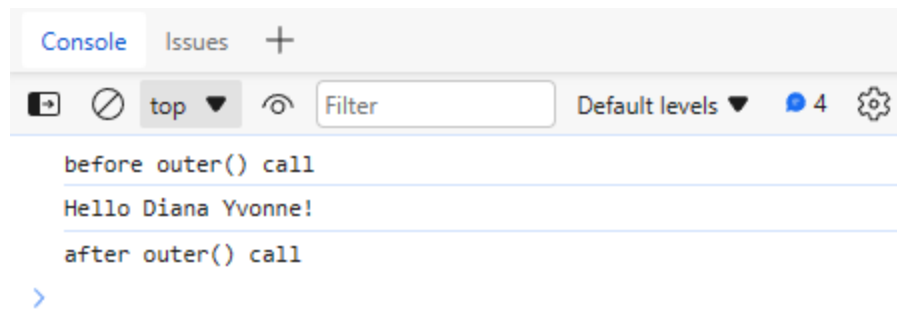 Console Issues
top Filter Default levels 4
before outer() call
Hello Diana Yvonne!
after outer() call